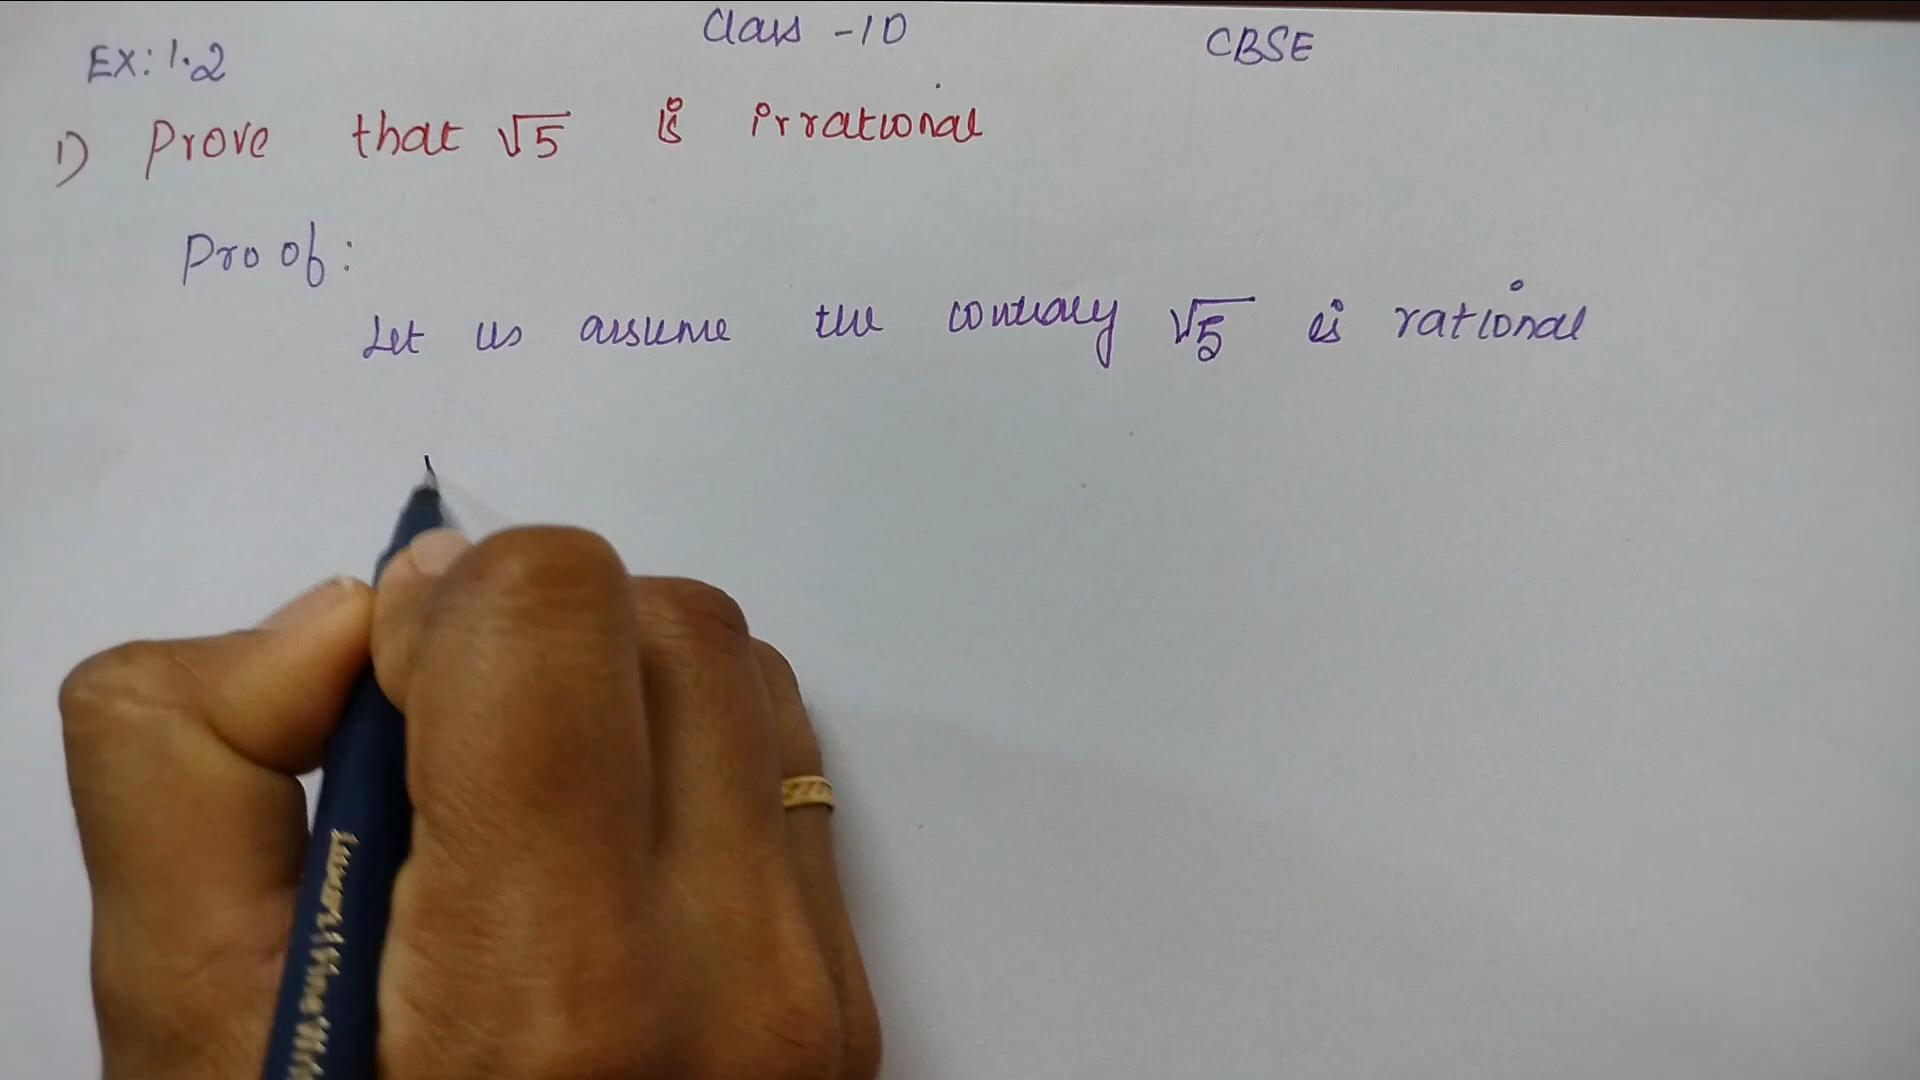 Class -10 CBSE
Ex: 1.2
1) Prove that √5 is irrational
Proof:
Let us assume the contrary √5 is rational
Luxor